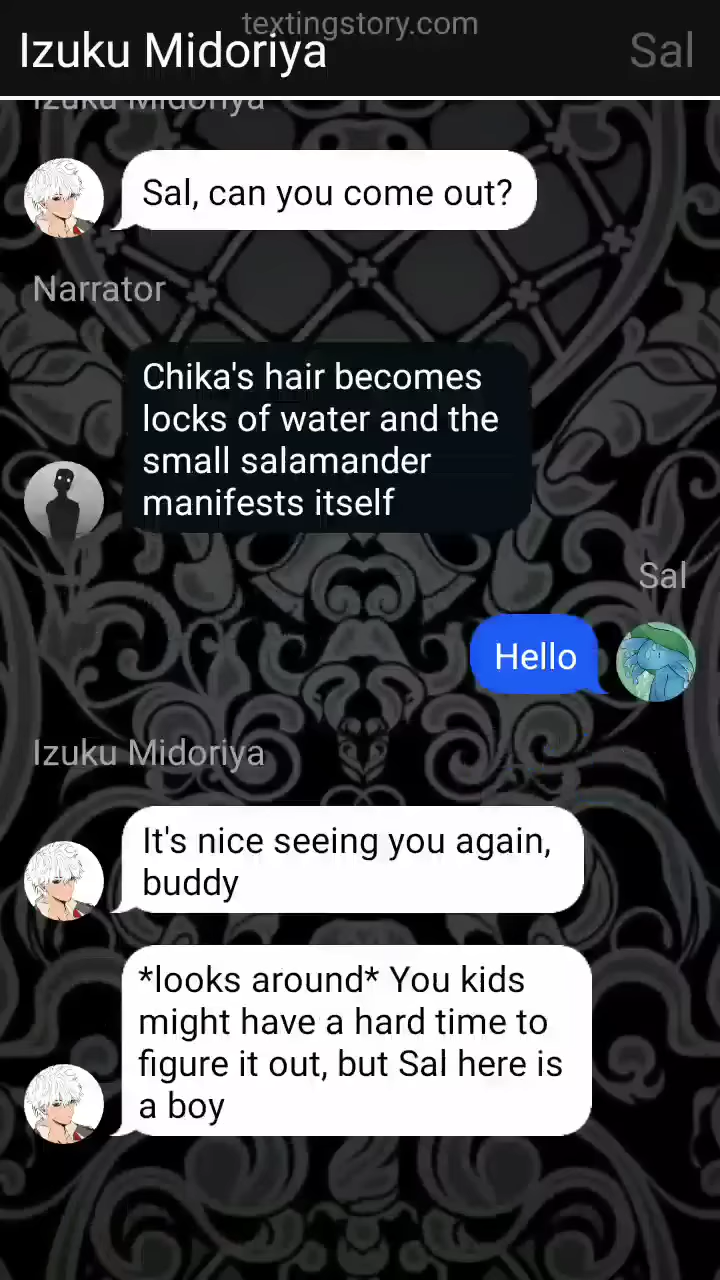 textingstory.com
Izuku Midoriya
Sal
Izuku Midoriya
Sal, can you come out?
Narrator
Chika's hair becomes
locks of water and the
small salamander
manifests itself
Sal
Hello
Izuku Midoriya
It's nice seeing you again,
buddy
*looks around* You kids
might have a hard time to
figure it out, but Sal here is
a boy